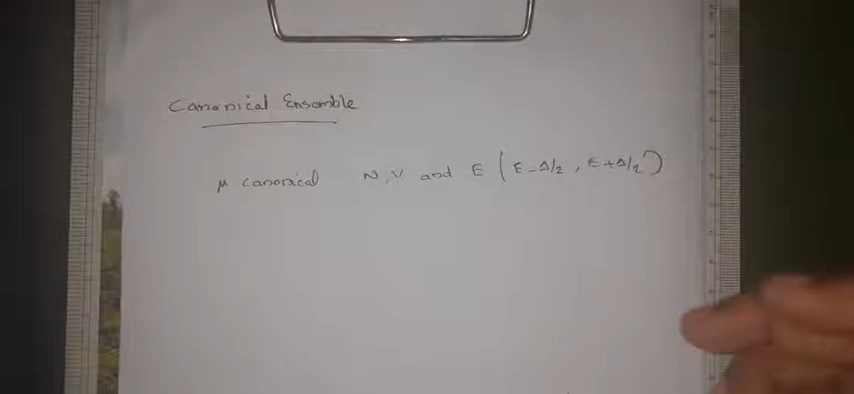 Canonical Ensemble
μ canonical N, V and E (E - Δ/2 , E + Δ/2)